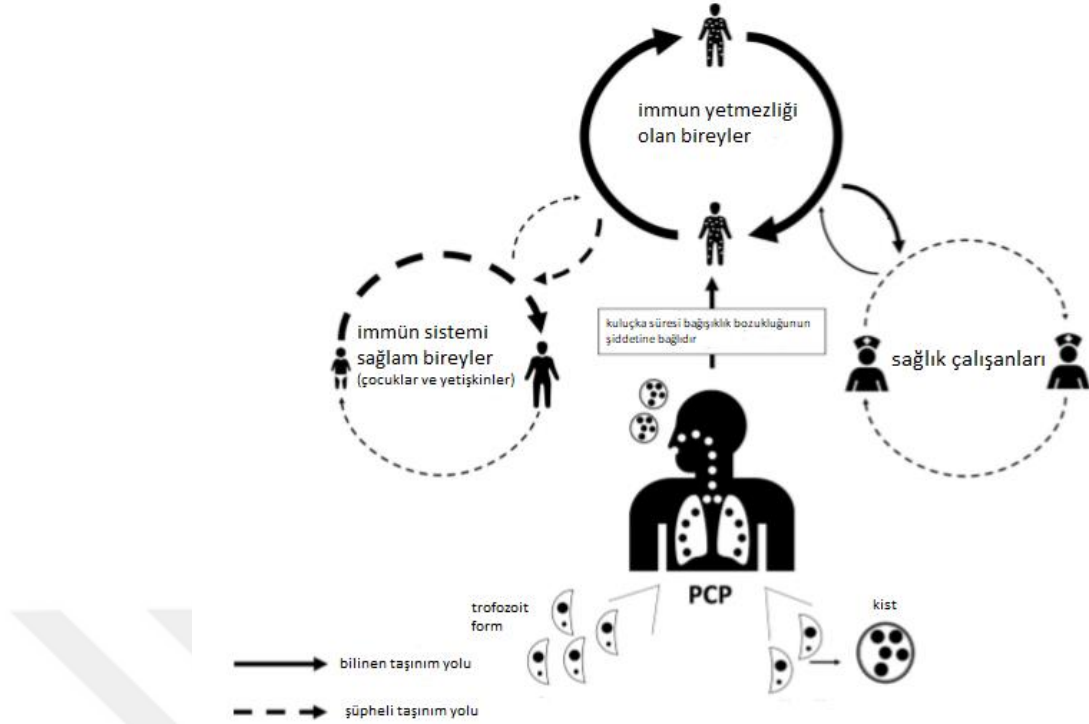 immun yetmezliği
olan bireyler
immün sistemi
sağlam bireyler
(çocuklar ve yetişkinler)
kuluçka süresi bağışıklık bozukluğunun
şiddetine bağlıdır
sağlık çalışanları
PCP
trofozoit
form
kist
bilinen taşınım yolu
şüpheli taşınım yolu